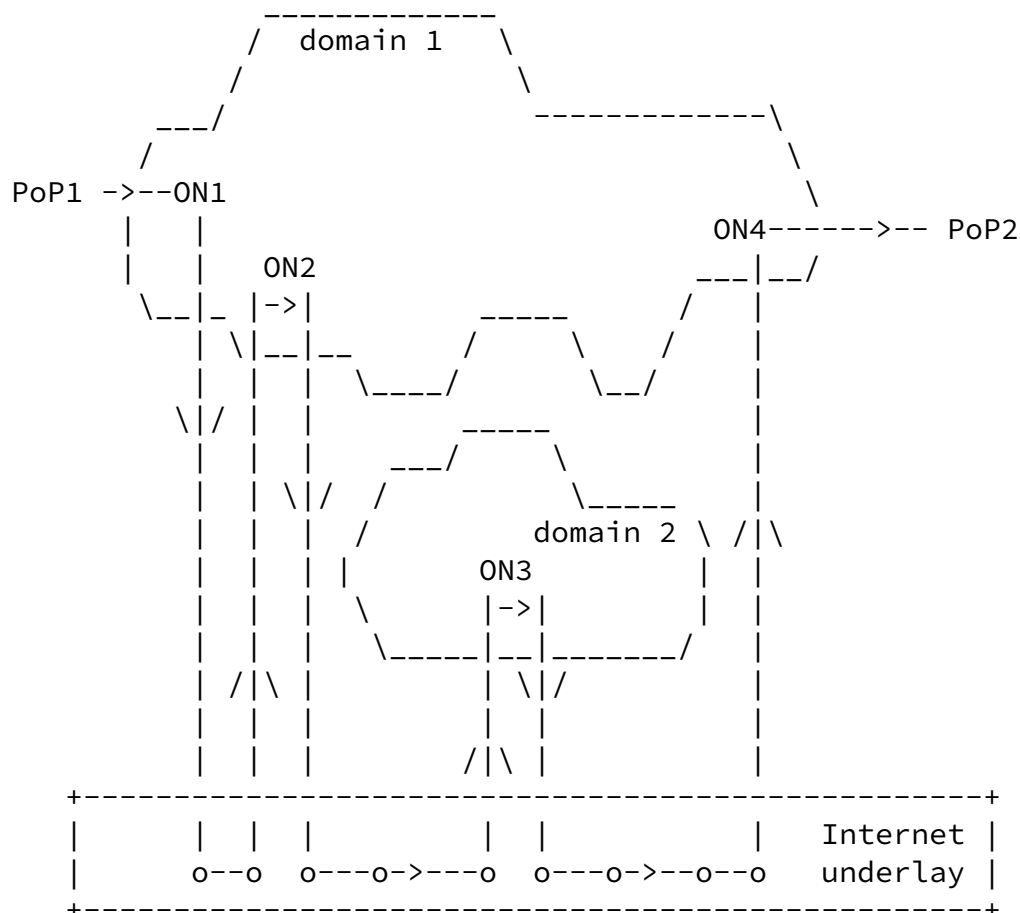 domain 1
PoP1 ->--ON1
ON4------>-- PoP2
ON2
|->|
domain 2
ON3
|->|
Internet
o--o o---o->---o o---o->--o--o underlay